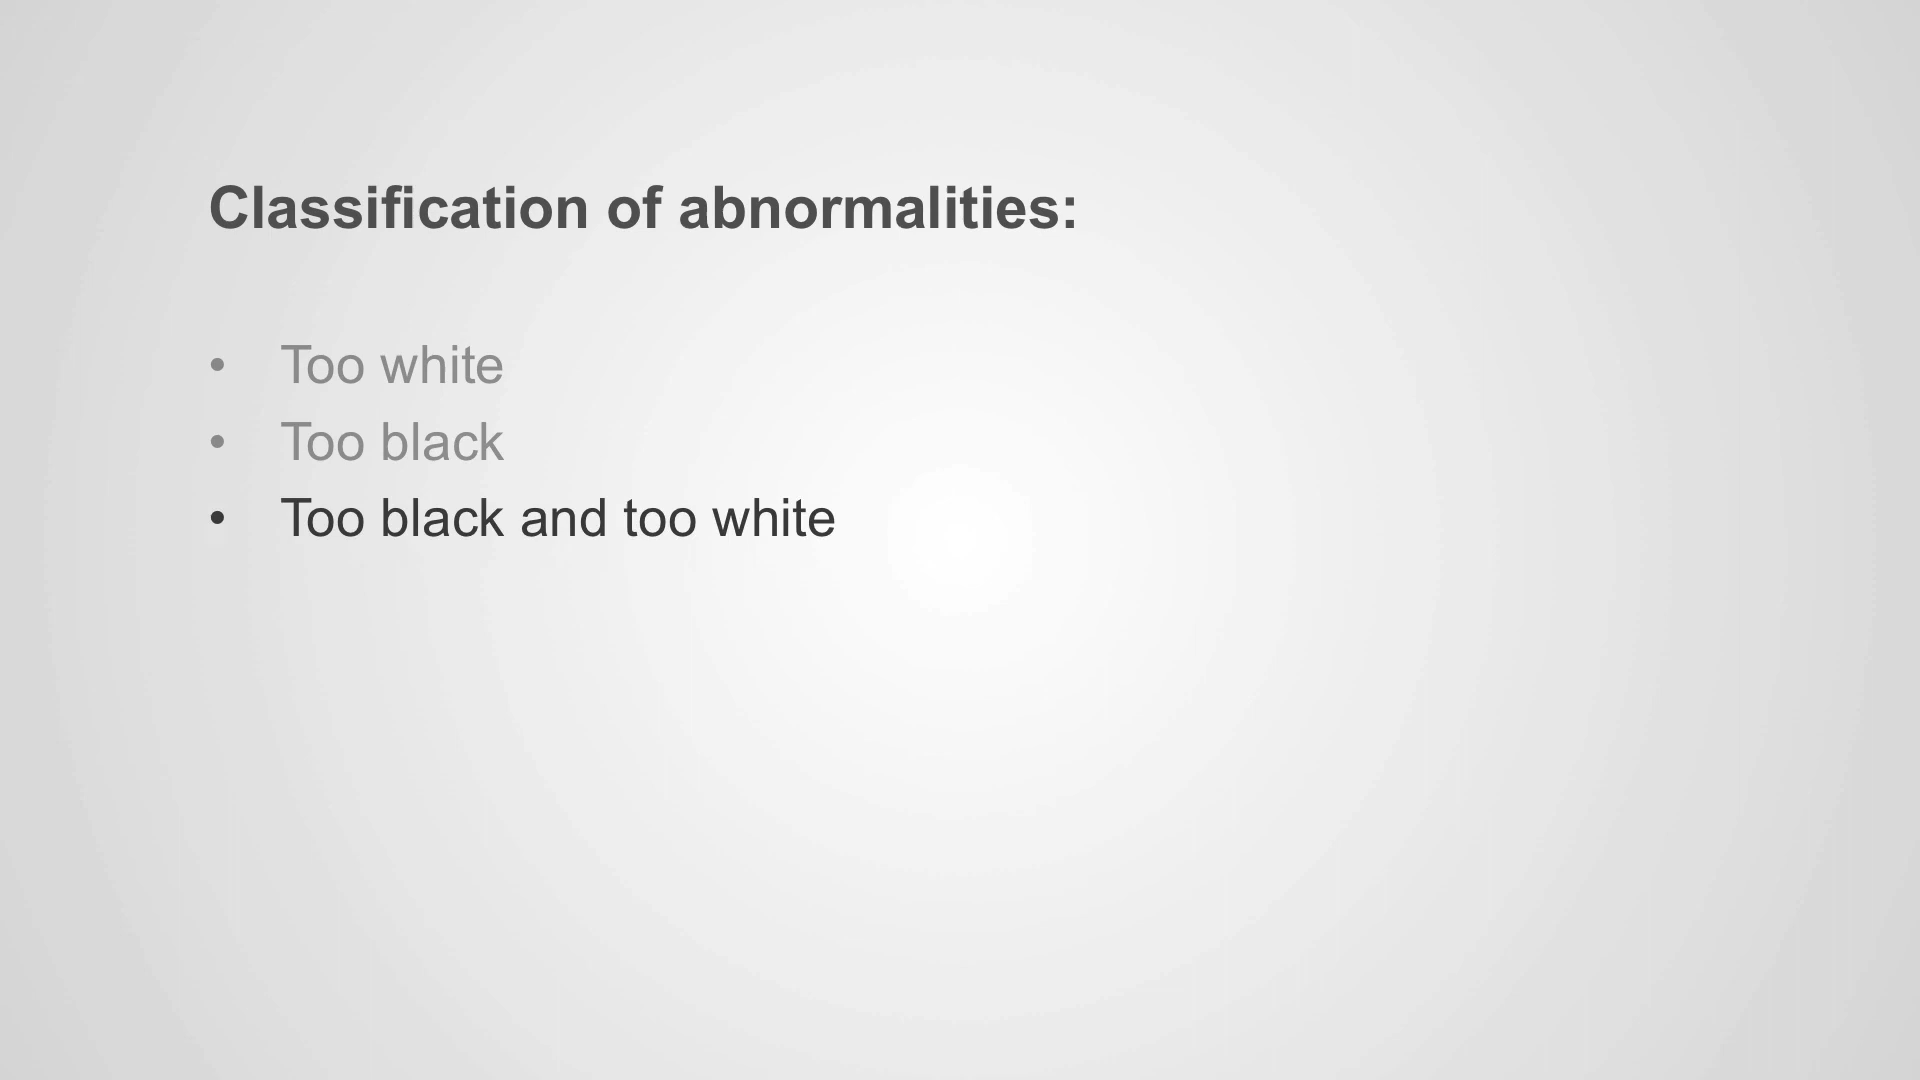 Classification of abnormalities:
• Too white
• Too black
• Too black and too white